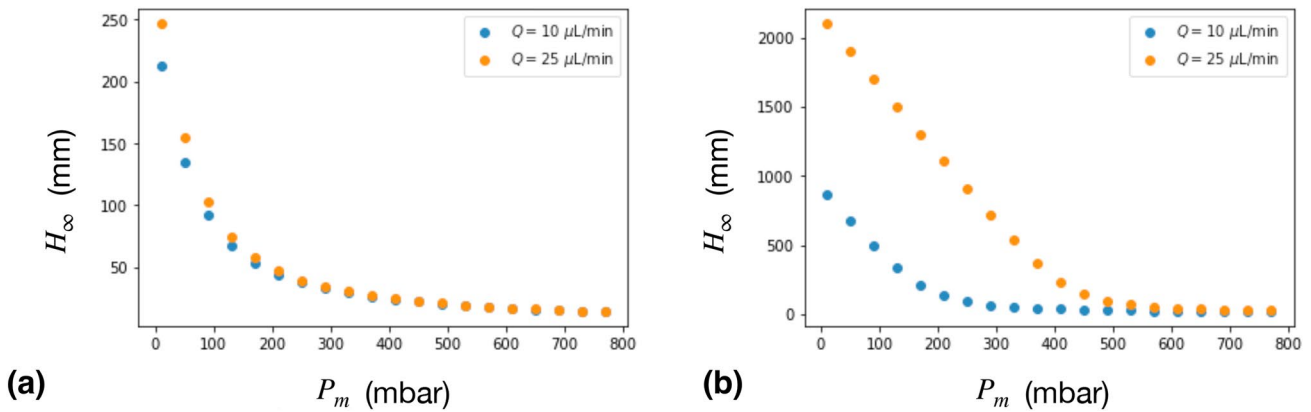 250
200
150
100
50
0 100 200 300 400 500 600 700 800
H∞ (mm)
Pm (mbar)
Q = 10 μL/min
Q = 25 μL/min
(a)
2000
1500
1000
500
0
0 100 200 300 400 500 600 700 800
H∞ (mm)
Pm (mbar)
Q = 10 μL/min
Q = 25 μL/min
(b)